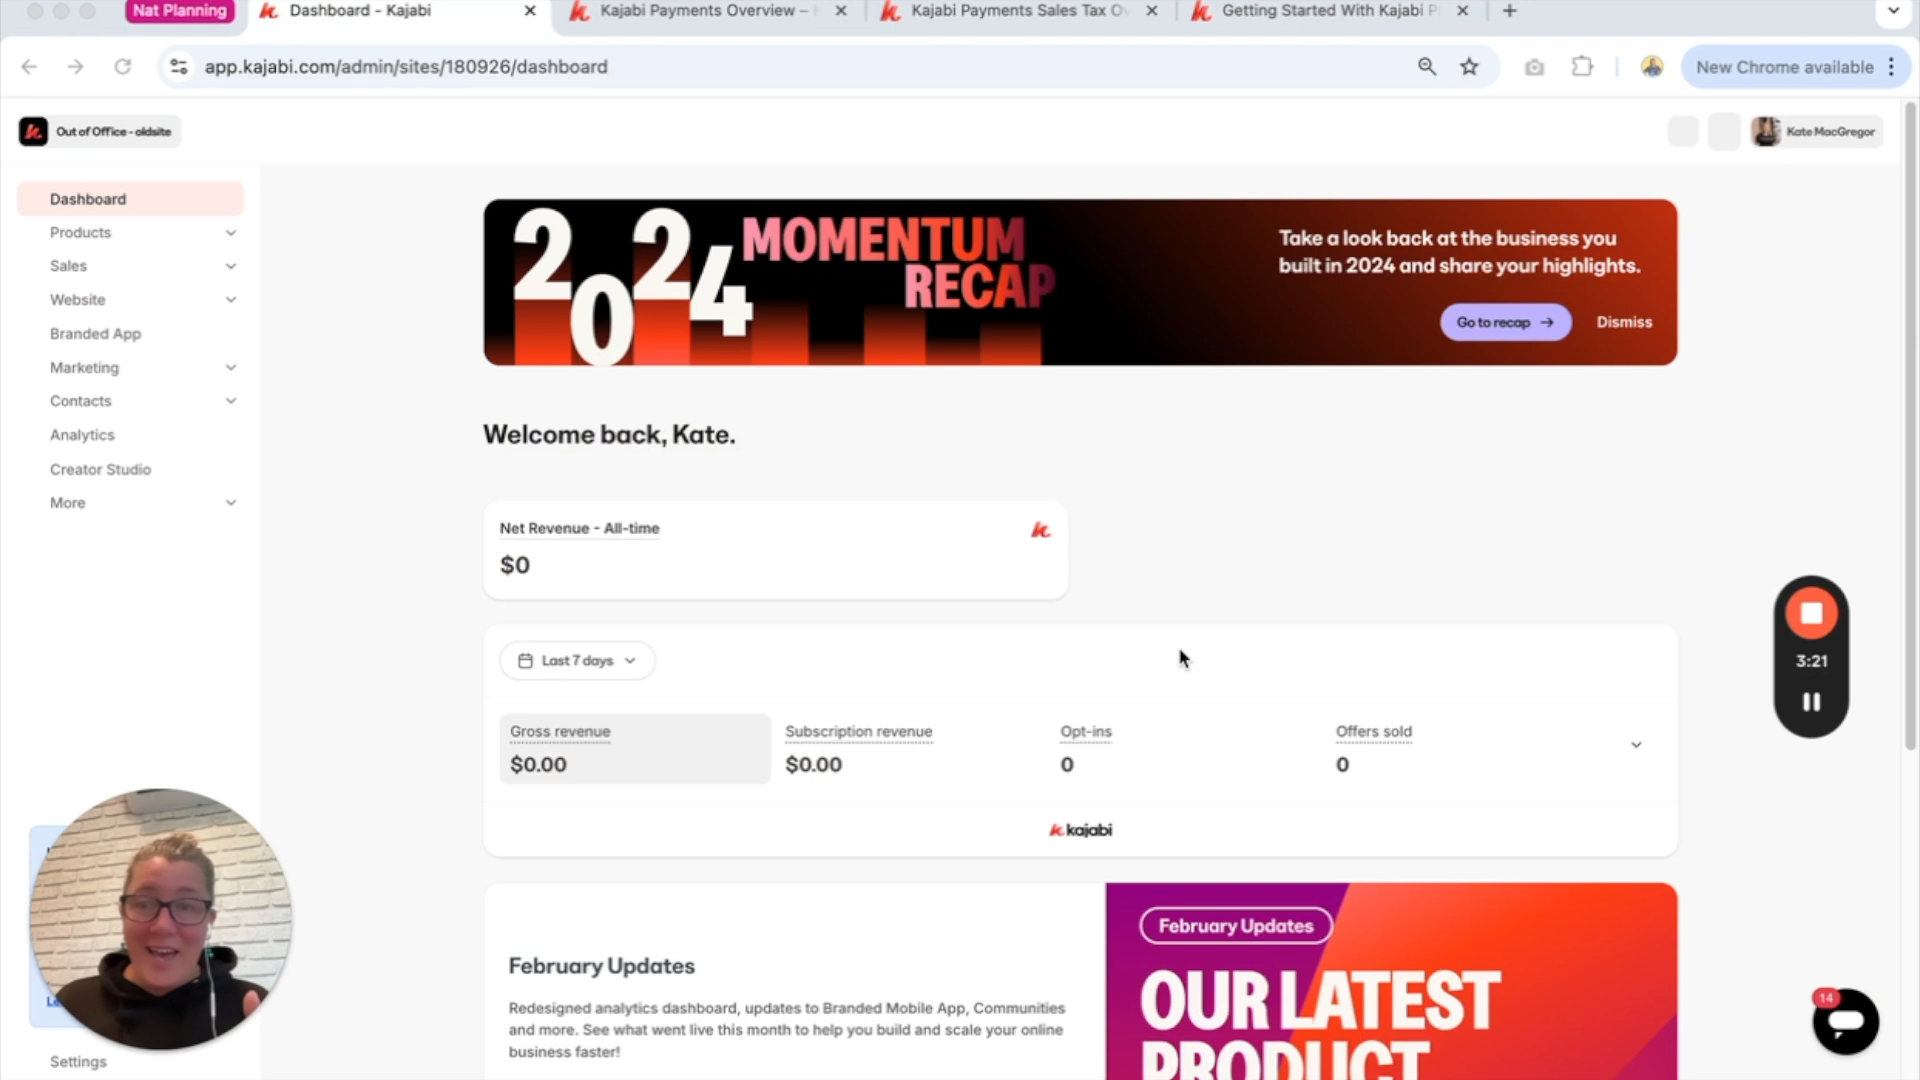 Nat Planning
Dashboard - Kajabi
Kajabi Payments Overview –
Kajabi Payments Sales Tax Ov
Getting Started With Kajabi P
app.kajabi.com/admin/sites/180926/dashboard
New Chrome available
Out of Office - oldsite
Kate MacGregor
Dashboard
Products
Sales
Website
Branded App
Marketing
Contacts
Analytics
Creator Studio
More
Settings
2024
MOMENTUM
RECAP
Take a look back at the business you
built in 2024 and share your highlights.
Go to recap →
Dismiss
Welcome back, Kate.
Net Revenue - All-time
$0
Last 7 days
Gross revenue
$0.00
Subscription revenue
$0.00
Opt-ins
0
Offers sold
0
kajabi
3:21
February Updates
Redesigned analytics dashboard, updates to Branded Mobile App, Communities
and more. See what went live this month to help you build and scale your online
business faster!
February Updates
OUR LATEST
PRODUCT
14